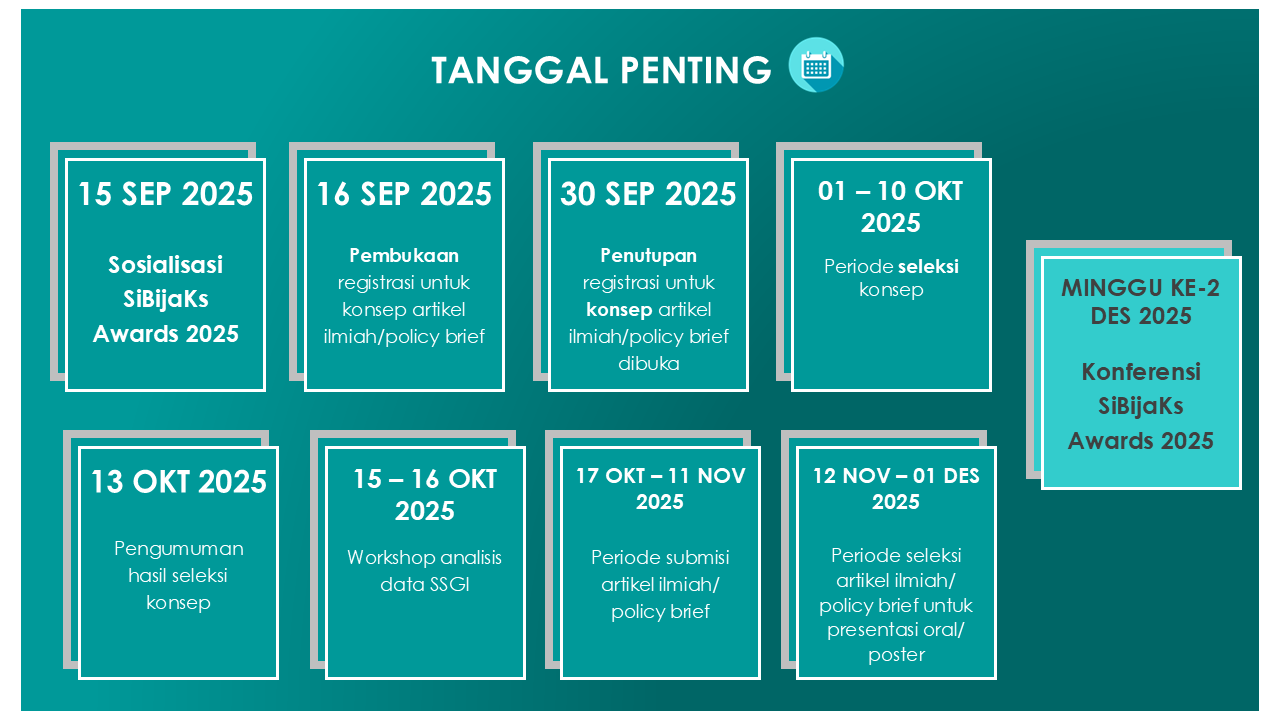 TANGGAL PENTING
15 SEP 2025
Sosialisasi
SiBijaKs
Awards 2025
16 SEP 2025
Pembukaan
registrasi untuk
konsep artikel
ilmiah/policy brief
30 SEP 2025
Penutupan
registrasi untuk
konsep artikel
ilmiah/policy brief
dibuka
01 – 10 OKT
2025
Periode seleksi
konsep
13 OKT 2025
Pengumuman
hasil seleksi
konsep
15 – 16 OKT
2025
Workshop analisis
data SSGI
17 OKT – 11 NOV
2025
Periode submisi
artikel ilmiah/
policy brief
12 NOV – 01 DES
2025
Periode seleksi
artikel ilmiah/
policy brief untuk
presentasi oral/
poster
MINGGU KE-2
DES 2025
Konferensi
SiBijaKs
Awards 2025